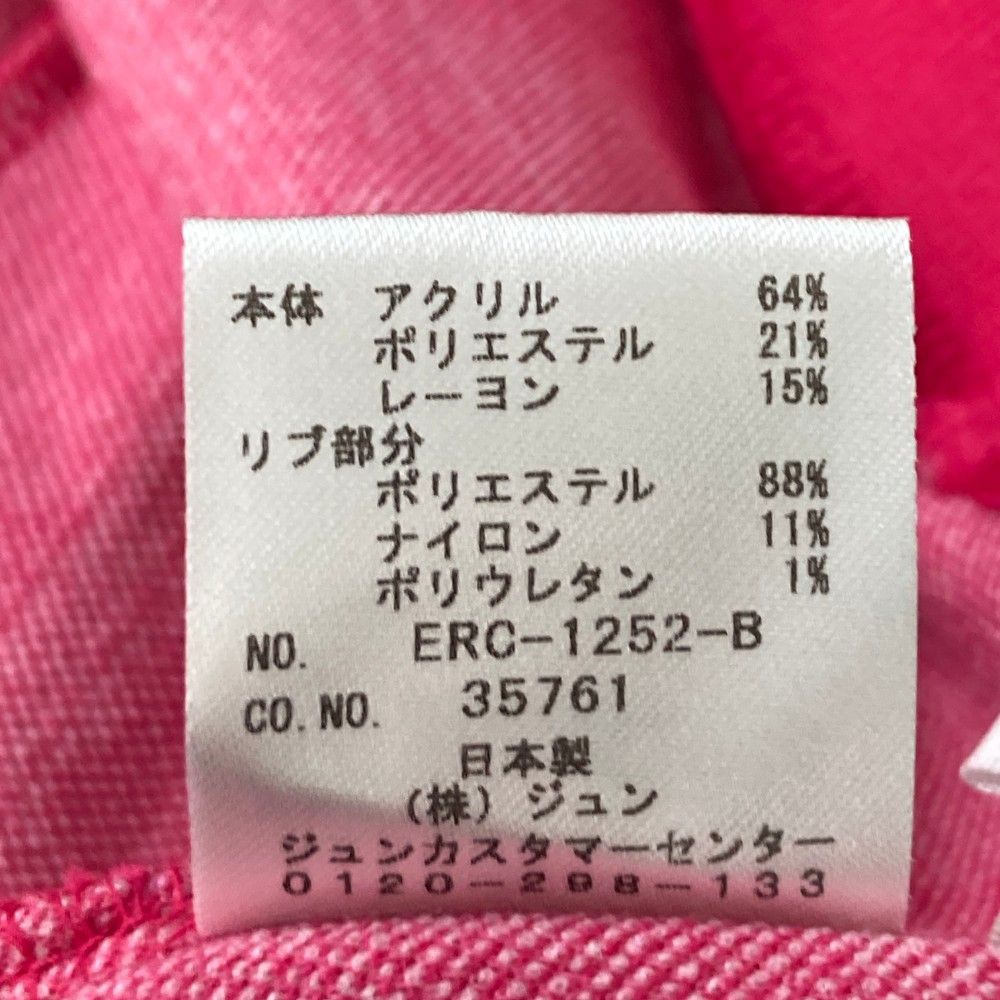 本体 アクリル 64%
ポリエステル 21%
レーヨン 15%
リブ部分
ポリエステル 88%
ナイロン 11%
ポリウレタン 1%
NO. ERC-1252-B
CO.NO. 35761
日本製
(株) ジュン
ジュンカスタマーセンター
0120-298-133